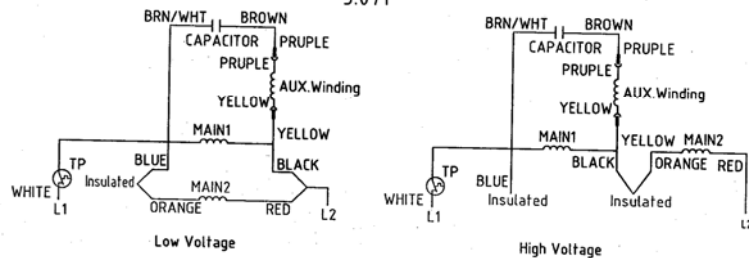 BRN/WHT BROWN
CAPACITOR
PRUPLE
PRUPLE
AUX.Winding
YELLOW
MAIN1
YELLOW
BLUE
BLACK
TP
Insulated
WHITE
L1
MAIN2
ORANGE
RED
L2
Low Voltage
BRN/WHT BROWN
CAPACITOR
PRUPLE
PRUPLE
AUX.Winding
YELLOW
MAIN1
YELLOW
MAIN2
BLACK
ORANGE
RED
TP
BLUE
WHITE
L1
Insulated
Insulated
High Voltage